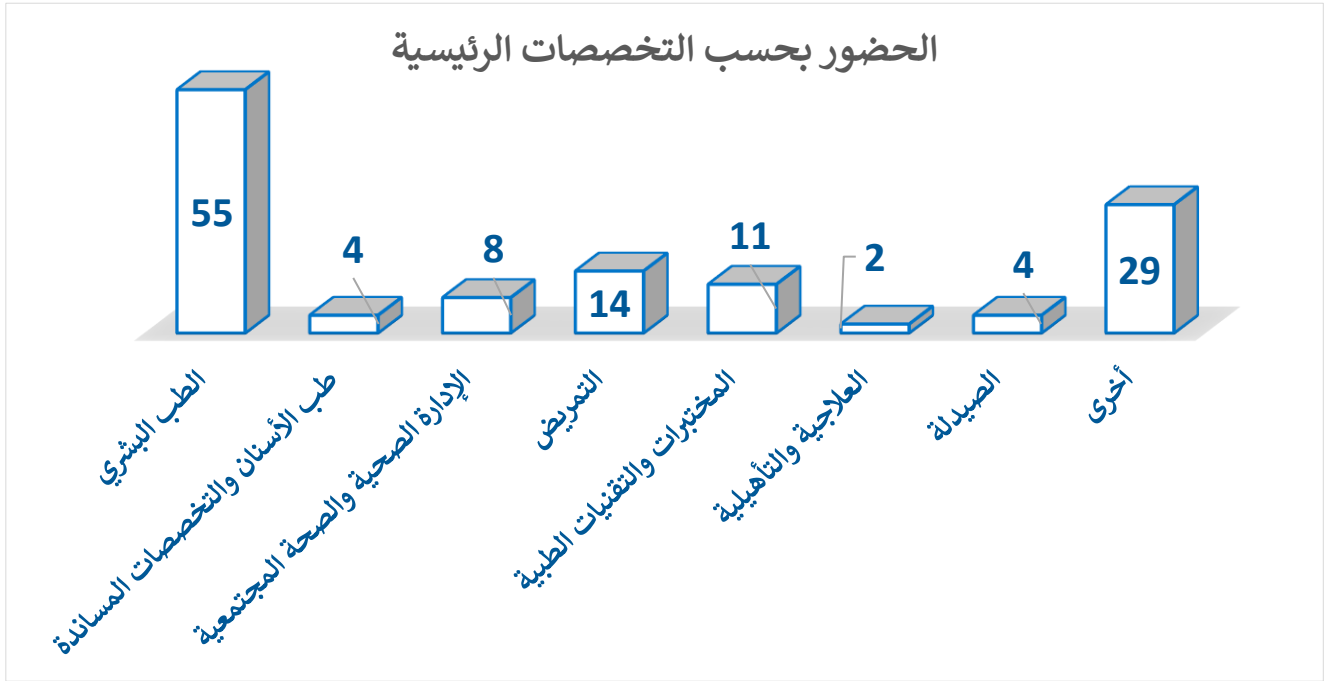 الحضور بحسب التخصصات الرئيسية
55
4
8
14
11
2
4
29
الطب البشري
طب الأسنان والتخصصات المساندة
الإدارة الصحية والصحة المجتمعية
التمريض
المختبرات والتقنيات الطبية
العلاجية والتأهيلية
الصيدلة
أخرى